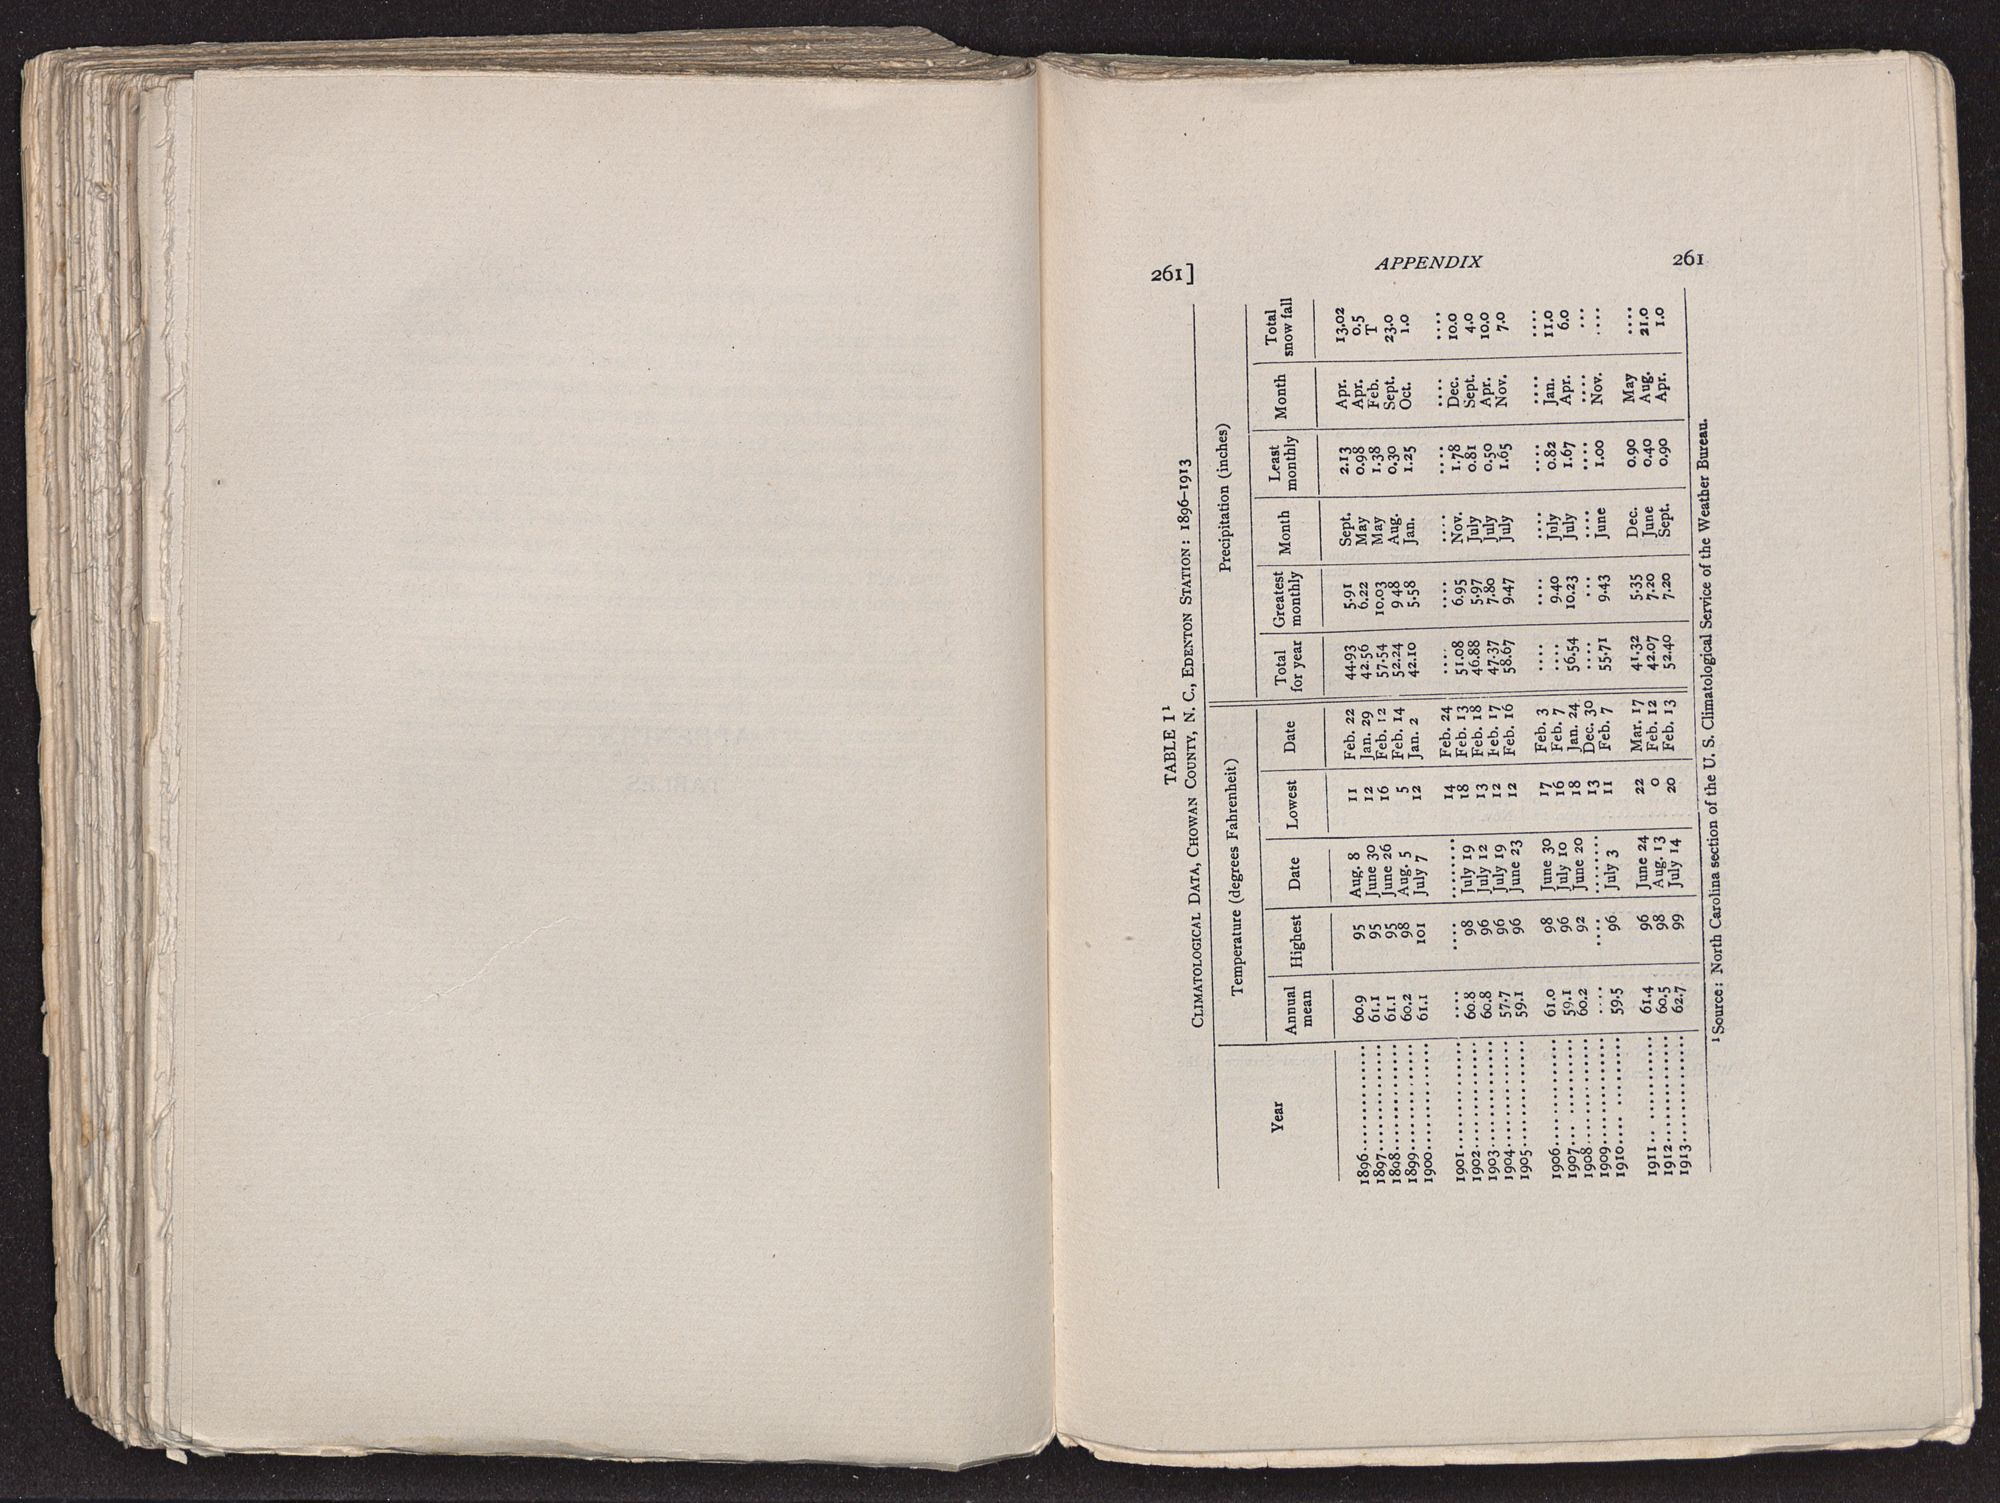 261] APPENDIX 261
TABLE I¹
CLIMATOLOGICAL DATA, CHOWAN COUNTY, N. C., EDENTON STATION: 1896–1913
Year Temperature (degrees Fahrenheit) Precipitation (inches)
Annual mean Highest Date Lowest Date Total for year Greatest monthly Month Least monthly Month Total snow fall
1896.............. 60.9 95 Aug. 8 11 Feb. 22 44.93 5.91 Sept. 2.13 Apr. 13.02
1897.............. 61.1 95 June 30 12 Jan. 29 42.56 6.22 May 0.98 Apr. 0.5
1898.............. 61.1 95 June 26 16 Feb. 12 57.54 10.03 May 1.38 Feb. T
1899.............. 60.2 98 Aug. 5 5 Feb. 14 52.24 9 48 Aug. 0.30 Sept. 23.0
1900.............. 61.1 101 July 7 12 Jan. 2 42.10 5.58 Jan. 1.25 Oct. 1.0
1901.............. .... .... ......... 14 Feb. 24 .... .... .... .... .... ....
1902.............. 60.8 98 July 19 18 Feb. 13 51.08 6.95 Nov. 1.78 Dec. 10.0
1903.............. 60.8 96 July 12 13 Feb. 18 46.88 5.97 July 0.81 Sept. 4.0
1904.............. 57.7 96 July 19 12 Feb. 17 47.37 7.80 July 0.50 Apr. 10.0
1905.............. 59.1 96 June 23 12 Feb. 16 58.67 9.47 July 1.65 Nov. 7.0
1906.............. 61.0 98 June 30 17 Feb. 3 .... .... .... .... .... ....
1907.............. 59.1 96 July 10 16 Feb. 7 .... 9.40 July 0.82 Jan. 11.0
1908.............. 60.2 92 June 20 18 Jan. 24 56.54 10.23 July 1.67 Apr. 6.0
1909.............. .... .... ......... 13 Dec. 30 .... ... .... .... .... ...
1910.... ......... 59.5 96 July 3 11 Feb. 7 55.71 9.43 June 1.00 Nov. ....
1911.. ........... 61.4 96 June 24 22 Mar. 17 41.32 5.35 Dec. 0.90 May ....
1912.............. 60.5 98 Aug. 13 0 Feb. 12 42.07 7.20 June 0.40 Aug. 21.0
1913.............. 62.7 99 July 14 20 Feb. 13 52.40 7.20 Sept. 0.90 Apr. 1.0
¹ Source: North Carolina section of the U. S. Climatological Service of the Weather Bureau.